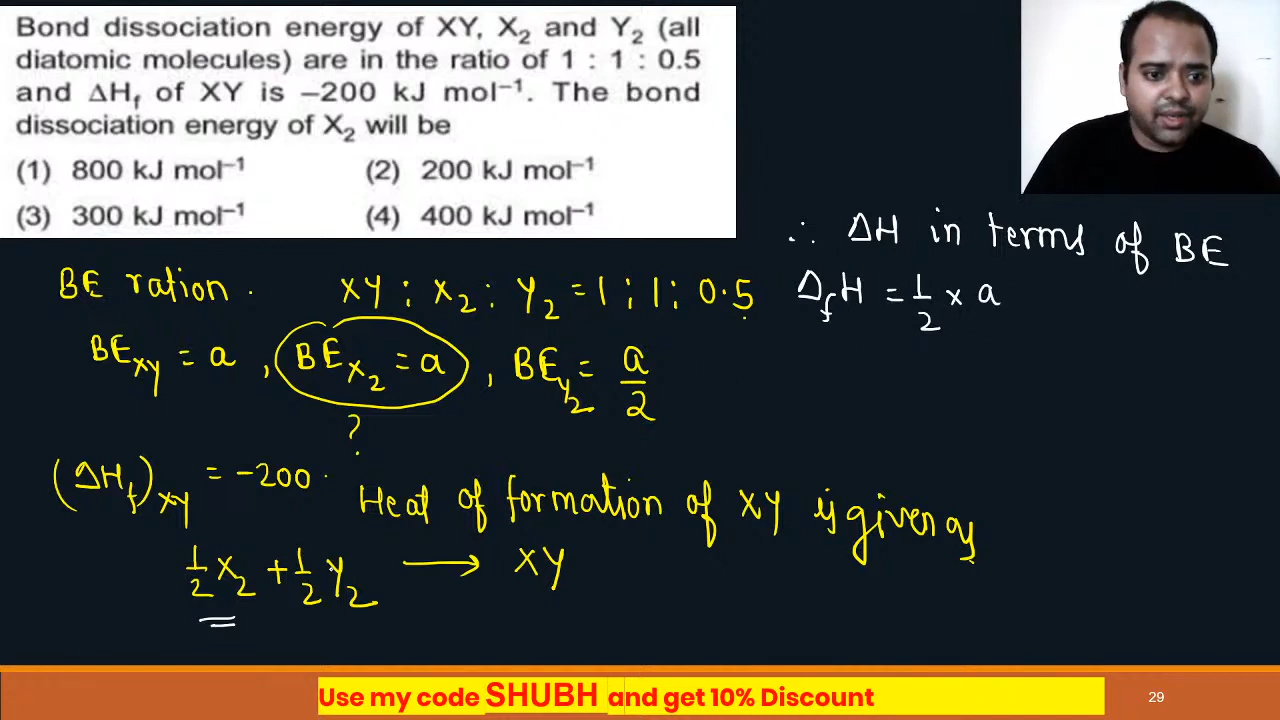 Bond dissociation energy of XY, X₂ and Y₂ (all
diatomic molecules) are in the ratio of 1 : 1 : 0.5
and ΔHf of XY is –200 kJ mol⁻¹. The bond
dissociation energy of X₂ will be
(1) 800 kJ mol⁻¹ (2) 200 kJ mol⁻¹
(3) 300 kJ mol⁻¹ (4) 400 kJ mol⁻¹
∴ ΔH in terms of BE
ΔfH = 1/2 × a
BE ration. XY : X₂ : Y₂ = 1 : 1 : 0.5
BE_XY = a , BE_X₂ = a , BE_Y₂ = a/2
?
(ΔHf)_XY = -200. Heat of formation of XY is given as
1/2 X₂ + 1/2 Y₂ ⟶ XY
Use my code SHUBH and get 10% Discount
29